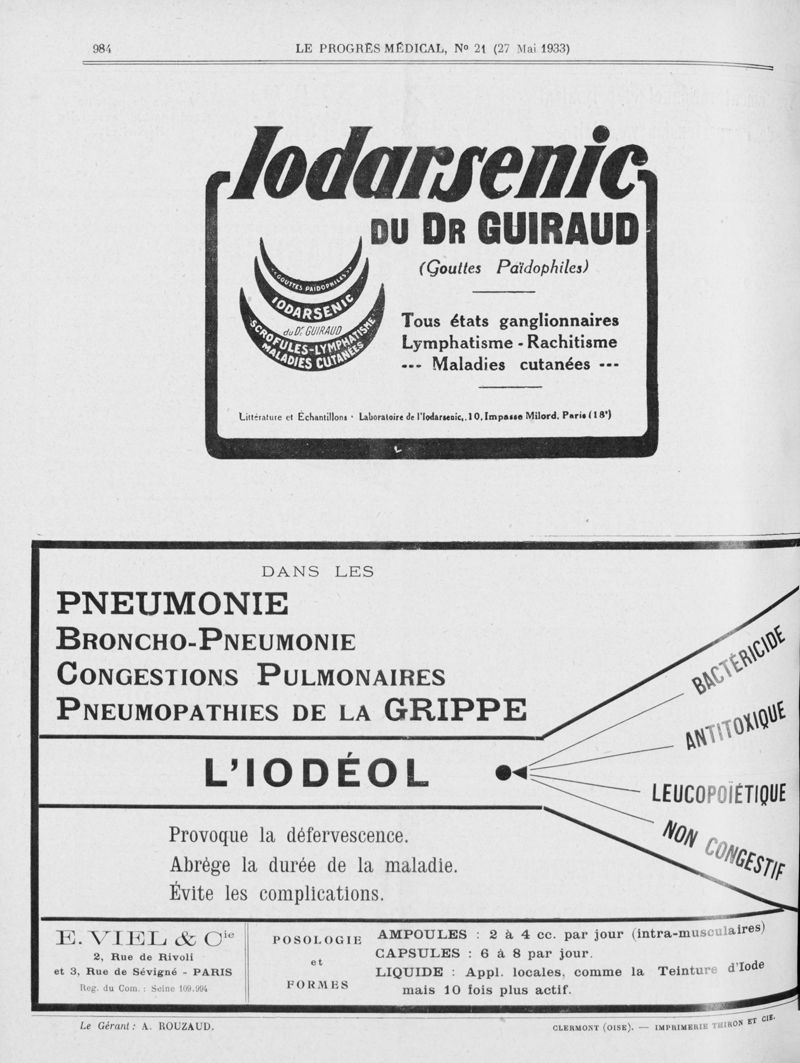 984
LE PROGRÈS MÉDICAL, No 21 (27 Mai 1933)
Iodarsenic
DU DR GUIRAUD
(Gouttes Païdophiles)
"GOUTTES PAIDOPHILES"
IODARSENIC
du Dr. GUIRAUD
SCROFULES-LYMPHATISME
MALADIES CUTANÉES
Tous états ganglionnaires
Lymphatisme - Rachitisme
--- Maladies cutanées ---
Littérature et Échantillons · Laboratoire de l'Iodarsenic, 10, Impasse Milord. Paris (18e)
DANS LES
PNEUMONIE
BRONCHO-PNEUMONIE
CONGESTIONS PULMONAIRES
PNEUMOPATHIES DE LA GRIPPE
L'IODÉOL
BACTÉRICIDE
ANTITOXIQUE
LEUCOPOÏÉTIQUE
NON CONGESTIF
Provoque la défervescence.
Abrège la durée de la maladie.
Évite les complications.
E. VIEL & Cie
2, Rue de Rivoli
et 3, Rue de Sévigné - PARIS
Reg. du Com. : Seine 109.994
POSOLOGIE
et
FORMES
AMPOULES : 2 à 4 cc. par jour (intra-musculaires)
CAPSULES : 6 à 8 par jour.
LIQUIDE : Appl. locales, comme la Teinture d'Iode
mais 10 fois plus actif.
Le Gérant : A. ROUZAUD.
CLERMONT (OISE). — IMPRIMERIE THIRON ET CIE.